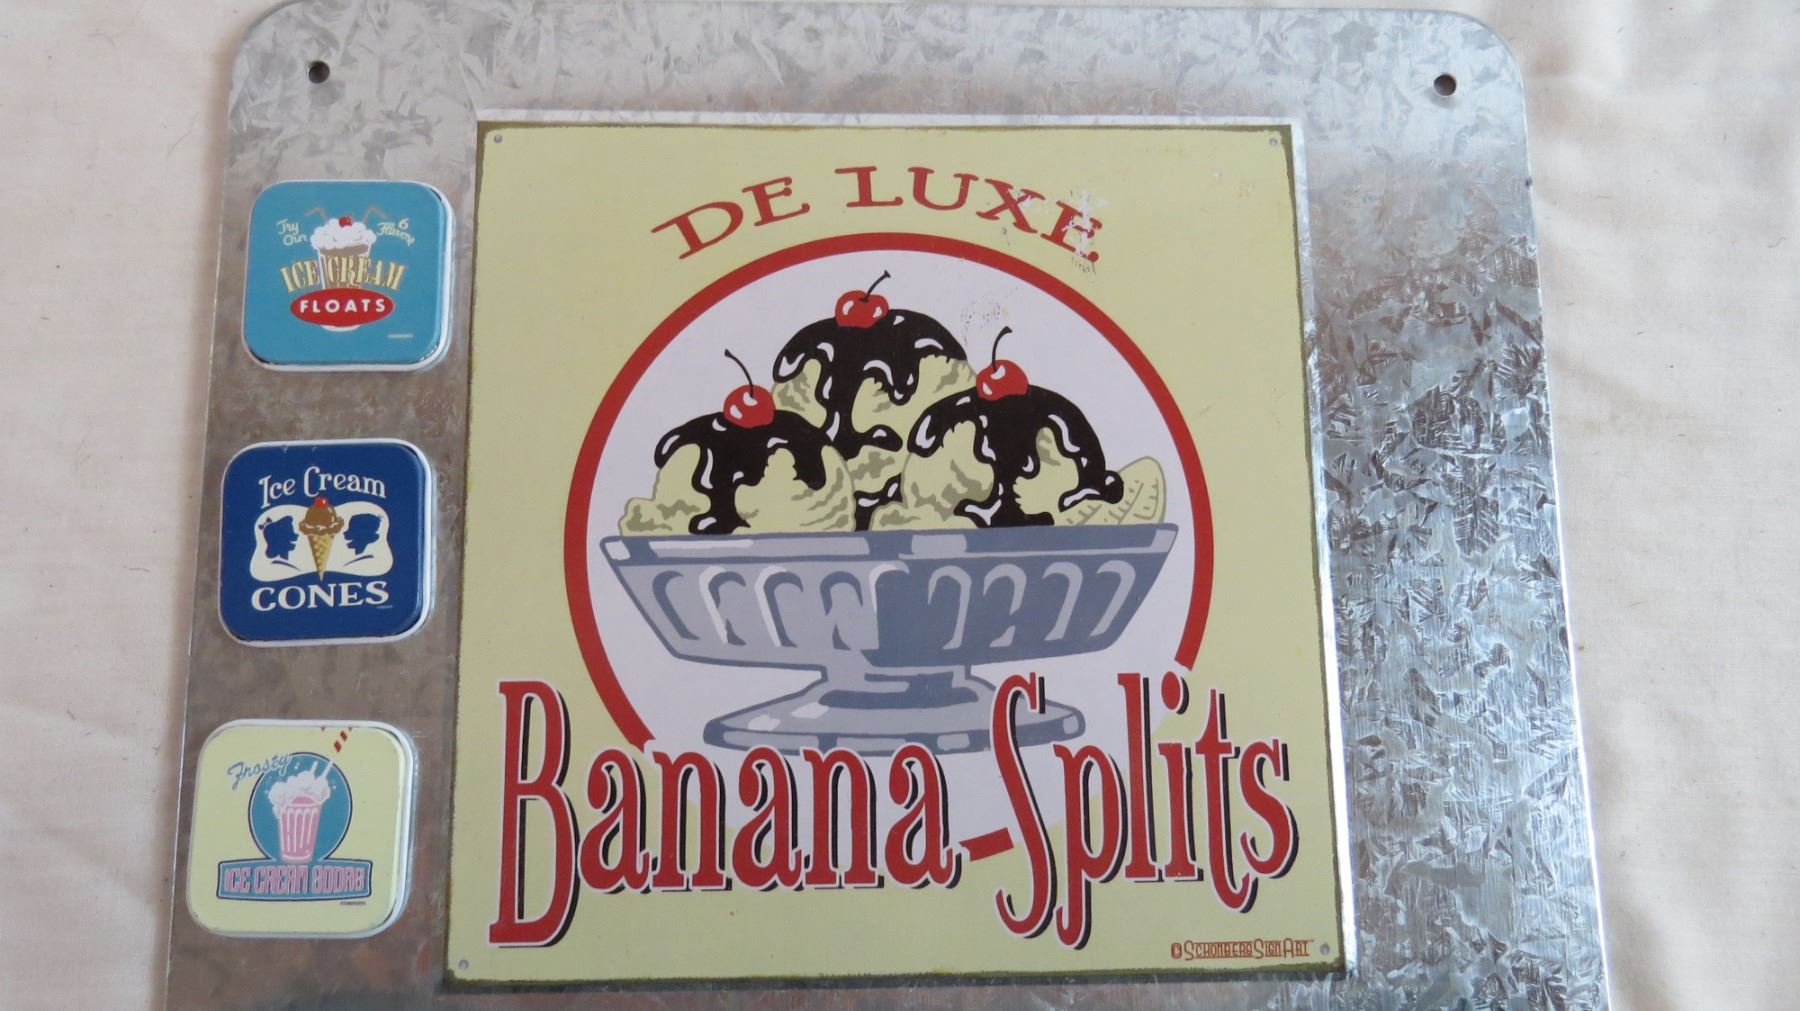 DE LUXE
Banana-Splits
©SCHONBERG SIGN ART
Try Our 6 Flavors
ICE CREAM
FLOATS
Ice Cream
CONES
Frosty
ICE CREAM SODAS